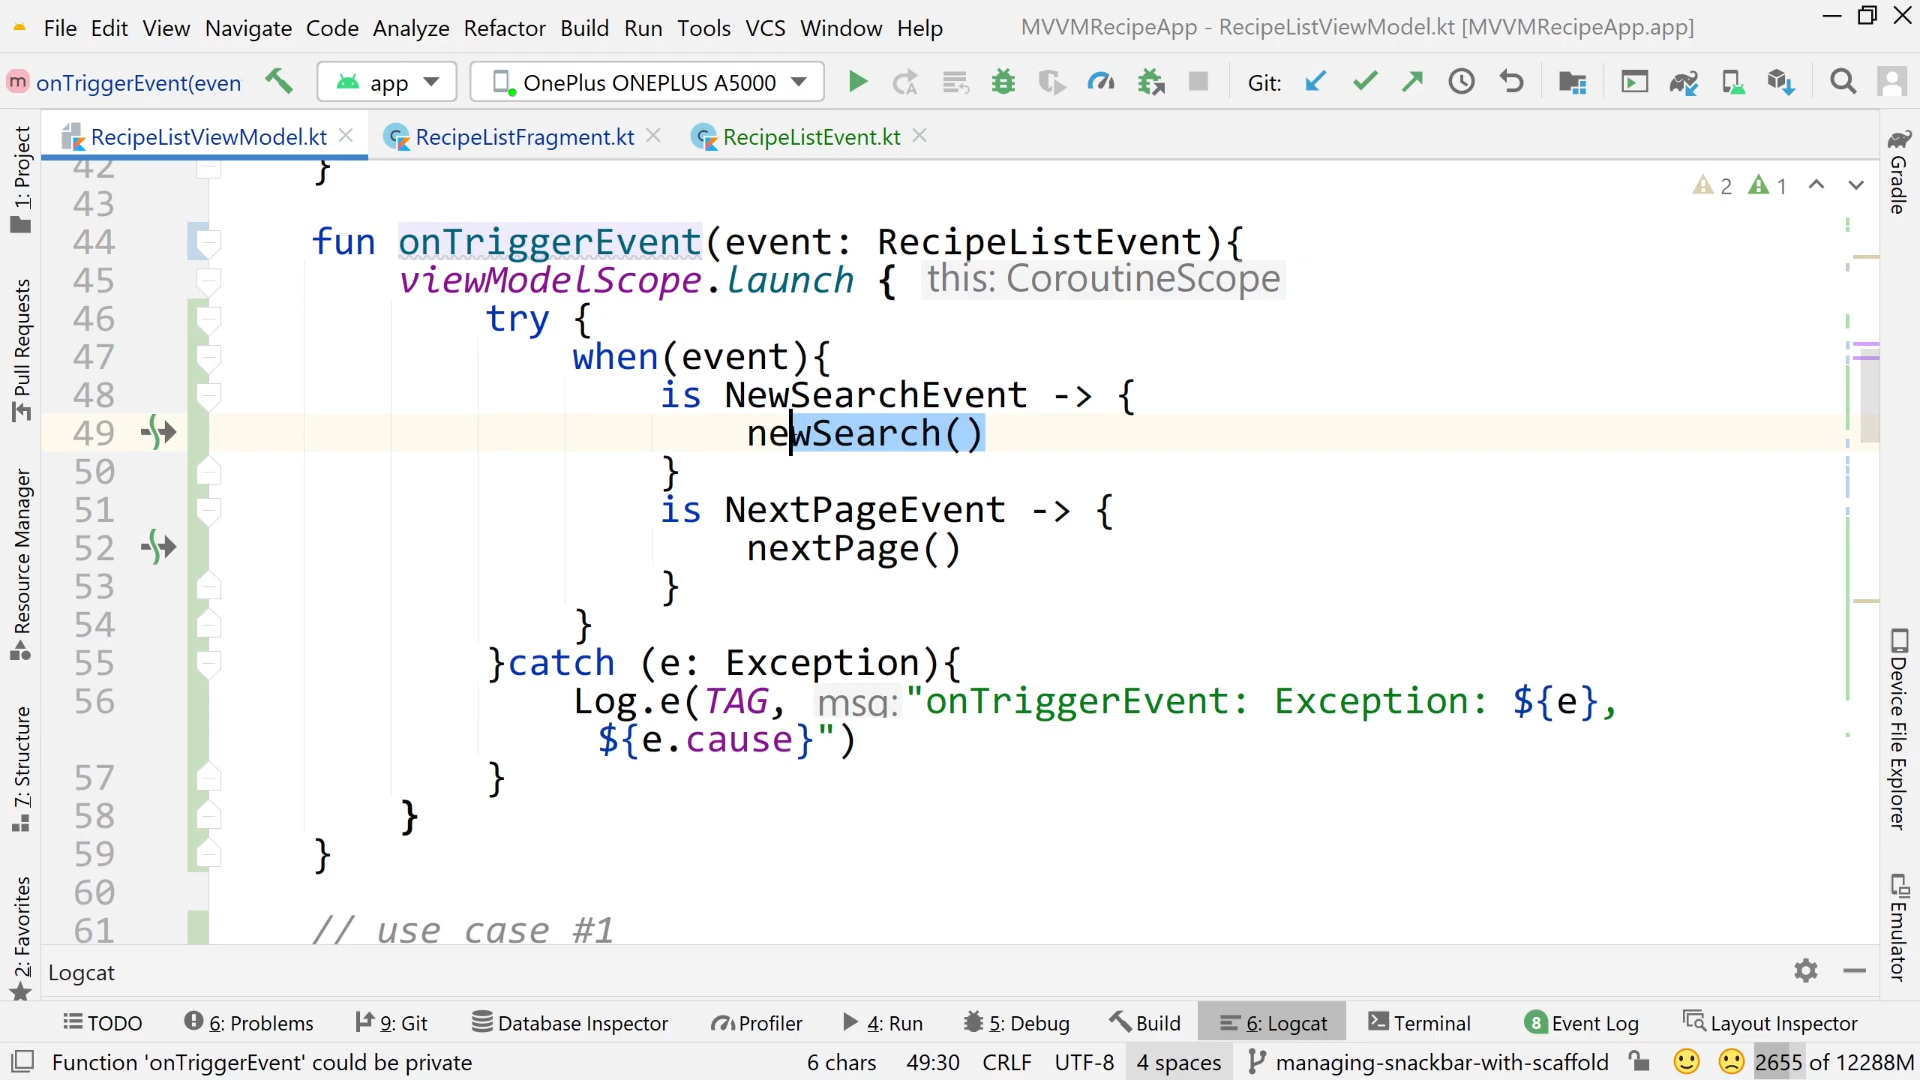 File Edit View Navigate Code Analyze Refactor Build Run Tools VCS Window Help MVVMRecipeApp - RecipeListViewModel.kt [MVVMRecipeApp.app]
m onTriggerEvent(even app OnePlus ONEPLUS A5000 Git:
RecipeListViewModel.kt RecipeListFragment.kt RecipeListEvent.kt
42 }
2 1
43
44 fun onTriggerEvent(event: RecipeListEvent){
45 viewModelScope.launch { this: CoroutineScope
46 try {
47 when(event){
48 is NewSearchEvent -> {
49 newSearch()
50 }
51 is NextPageEvent -> {
52 nextPage()
53 }
54 }
55 }catch (e: Exception){
56 Log.e(TAG, msg: "onTriggerEvent: Exception: ${e},
${e.cause}")
57 }
58 }
59 }
60
61 // use case #1
1: Project
Pull Requests
Resource Manager
7: Structure
2: Favorites
Gradle
Device File Explorer
Emulator
Logcat
TODO 6: Problems 9: Git Database Inspector Profiler 4: Run 5: Debug Build 6: Logcat Terminal 8 Event Log Layout Inspector
Function 'onTriggerEvent' could be private 6 chars 49:30 CRLF UTF-8 4 spaces managing-snackbar-with-scaffold 2655 of 12288M